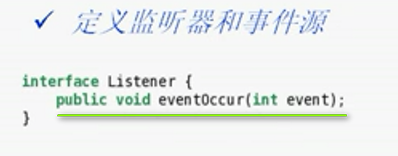 ✓ 定义监听器和事件源
interface Listener {
    public void eventOccur(int event);
}